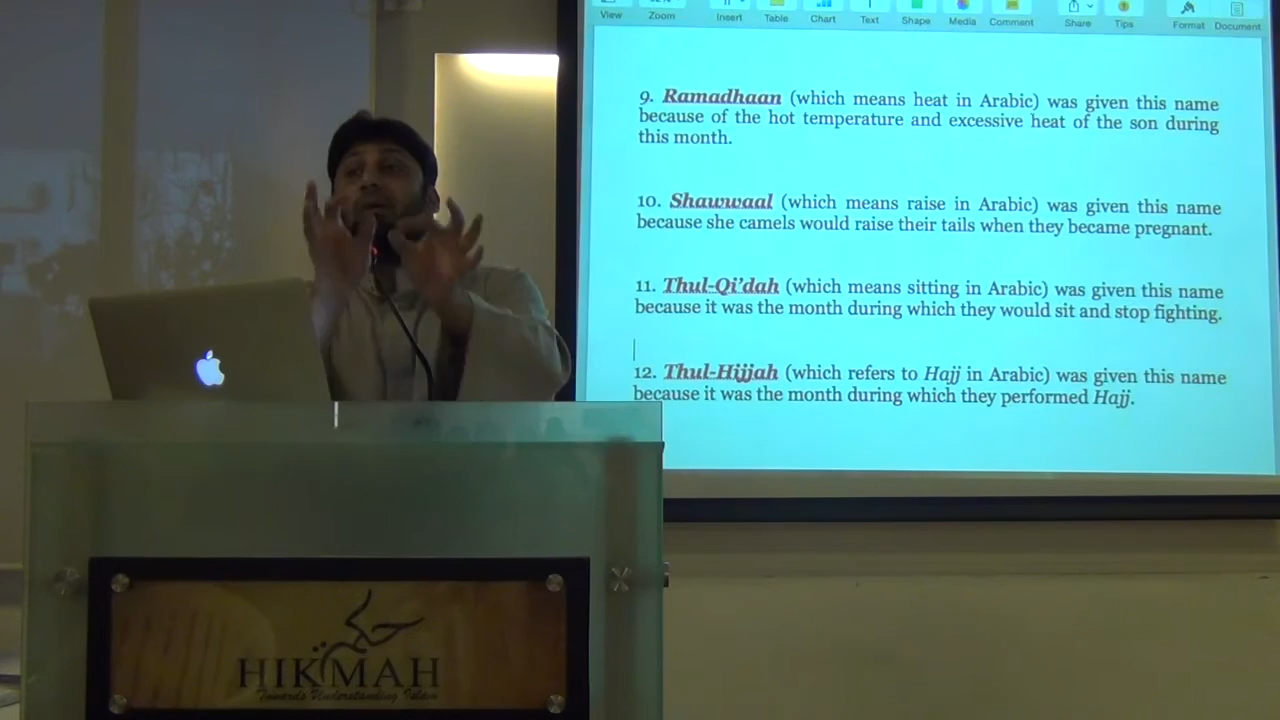 View Zoom Insert Table Chart Text Shape Media Comment Share Tips Format Document
9. Ramadhaan (which means heat in Arabic) was given this name
because of the hot temperature and excessive heat of the son during
this month.
10. Shawwaal (which means raise in Arabic) was given this name
because she camels would raise their tails when they became pregnant.
11. Thul-Qi'dah (which means sitting in Arabic) was given this name
because it was the month during which they would sit and stop fighting.
12. Thul-Hijjah (which refers to Hajj in Arabic) was given this name
because it was the month during which they performed Hajj.
حكمة
HIKMAH
Towards Understanding Islam